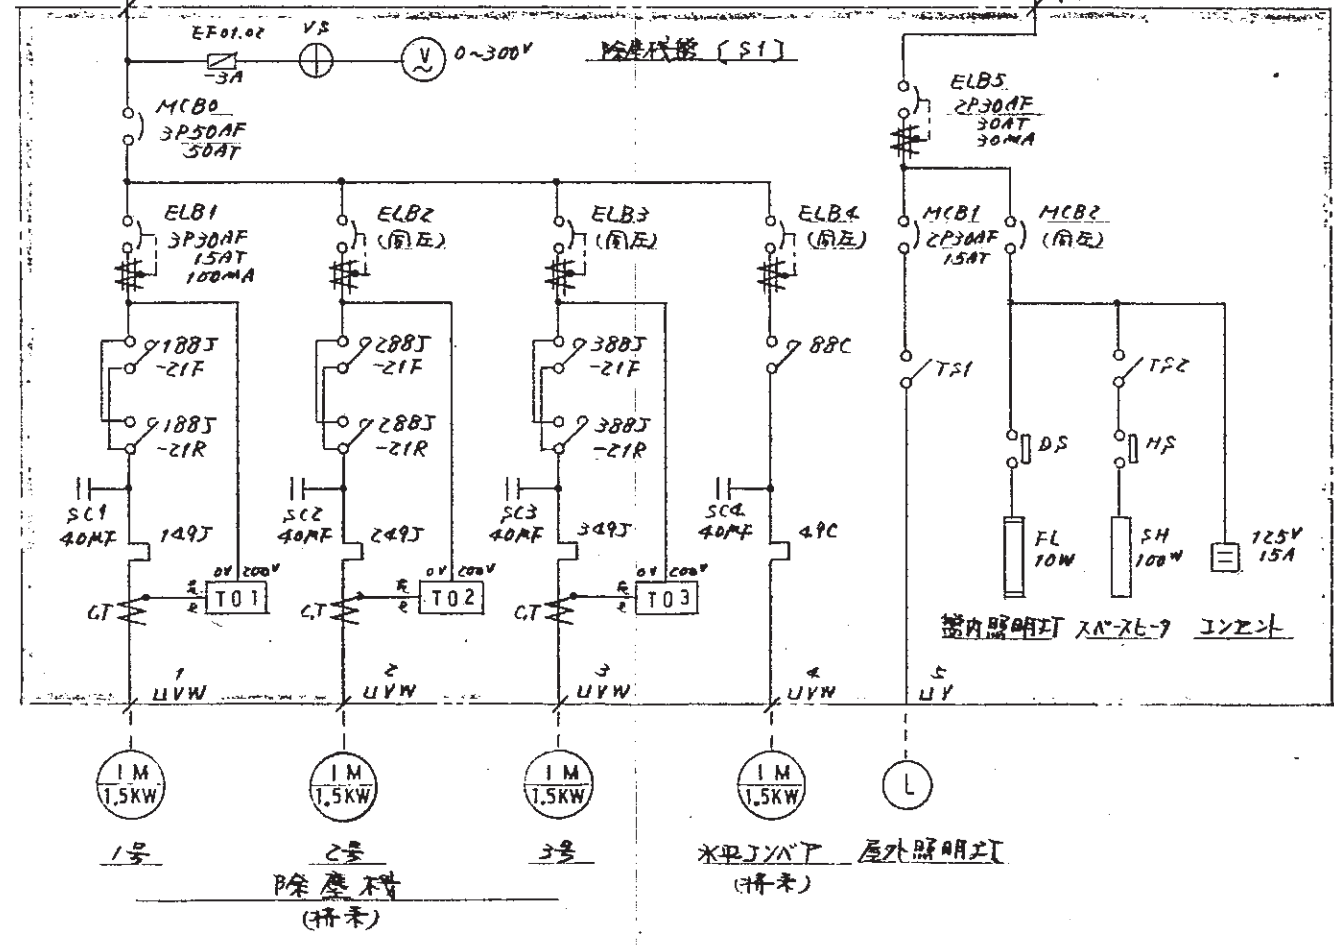 EF01.02
VS
V
0~300V
-3A
除塵機盤 [S1]
MCB0
3P50AF
50AT
ELB5
2P30AF
30AT
30MA
ELB1
3P30AF
15AT
100MA
ELB2
(同左)
ELB3
(同左)
ELB4
(同左)
MCB1
2P30AF
15AT
MCB2
(同左)
188J
-21F
288J
-21F
388J
-21F
88C
TS1
TS2
188J
-21R
288J
-21R
388J
-21R
DS
HS
SC1
40MF
149J
SC2
40MF
249J
SC3
40MF
349J
SC4
40MF
49C
FL
10W
SH
100W
125V
15A
0V 200V
TO1
CT
0V 200V
TO2
CT
0V 200V
TO3
CT
盤内照明灯
スペースヒータ
コンセント
1
UVW
2
UVW
3
UVW
4
UVW
5
UV
IM
1.5KW
IM
1.5KW
IM
1.5KW
IM
1.5KW
L
1号
2号
3号
水平コンベア
屋外照明灯
(将来)
除塵機
(将来)